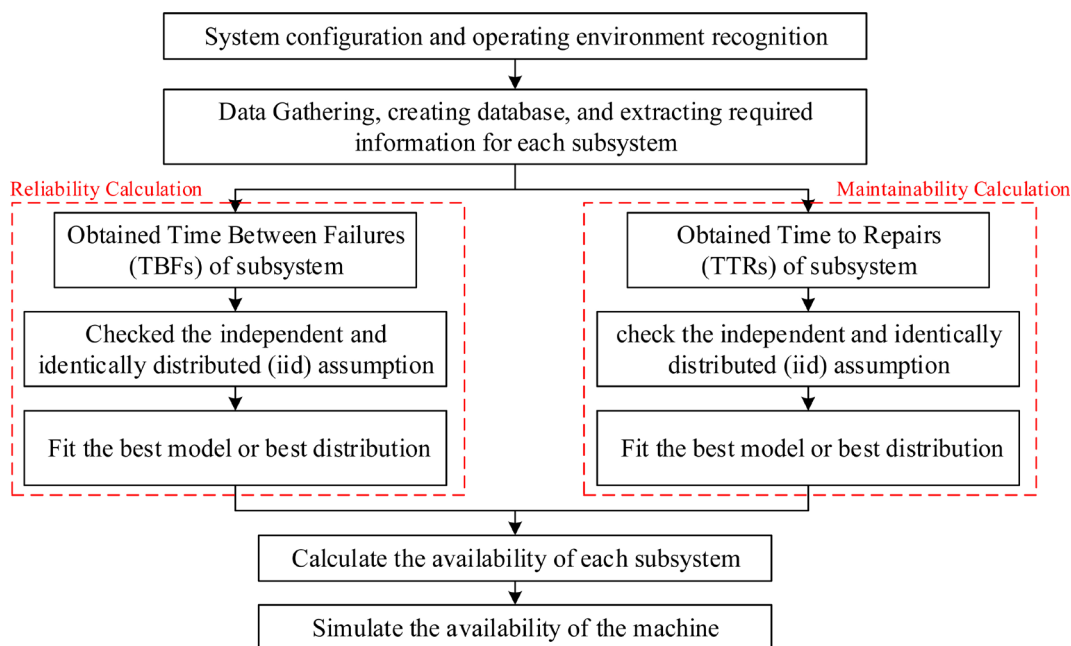 System configuration and operating environment recognition
Data Gathering, creating database, and extracting required
information for each subsystem
Reliability Calculation
Obtained Time Between Failures
(TBFs) of subsystem
Checked the independent and
identically distributed (iid) assumption
Fit the best model or best distribution
Maintainability Calculation
Obtained Time to Repairs
(TTRs) of subsystem
check the independent and identically
distributed (iid) assumption
Fit the best model or best distribution
Calculate the availability of each subsystem
Simulate the availability of the machine